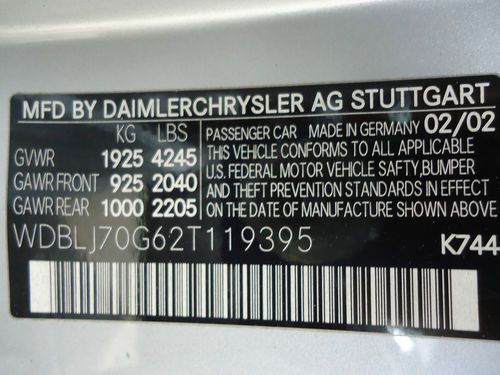 MFD BY DAIMLERCHRYSLER AG STUTTGART
KG LBS PASSENGER CAR MADE IN GERMANY 02/02
GVWR 1925 4245 THIS VEHICLE CONFORMS TO ALL APPLICABLE
GAWR FRONT 925 2040 U.S. FEDERAL MOTOR VEHICLE SAFTY,BUMPER
GAWR REAR 1000 2205 AND THEFT PREVENTION STANDARDS IN EFFECT
ON THE DATE OF MANUFACTURE SHOWN ABOVE
WDBLJ70G62T119395 K744